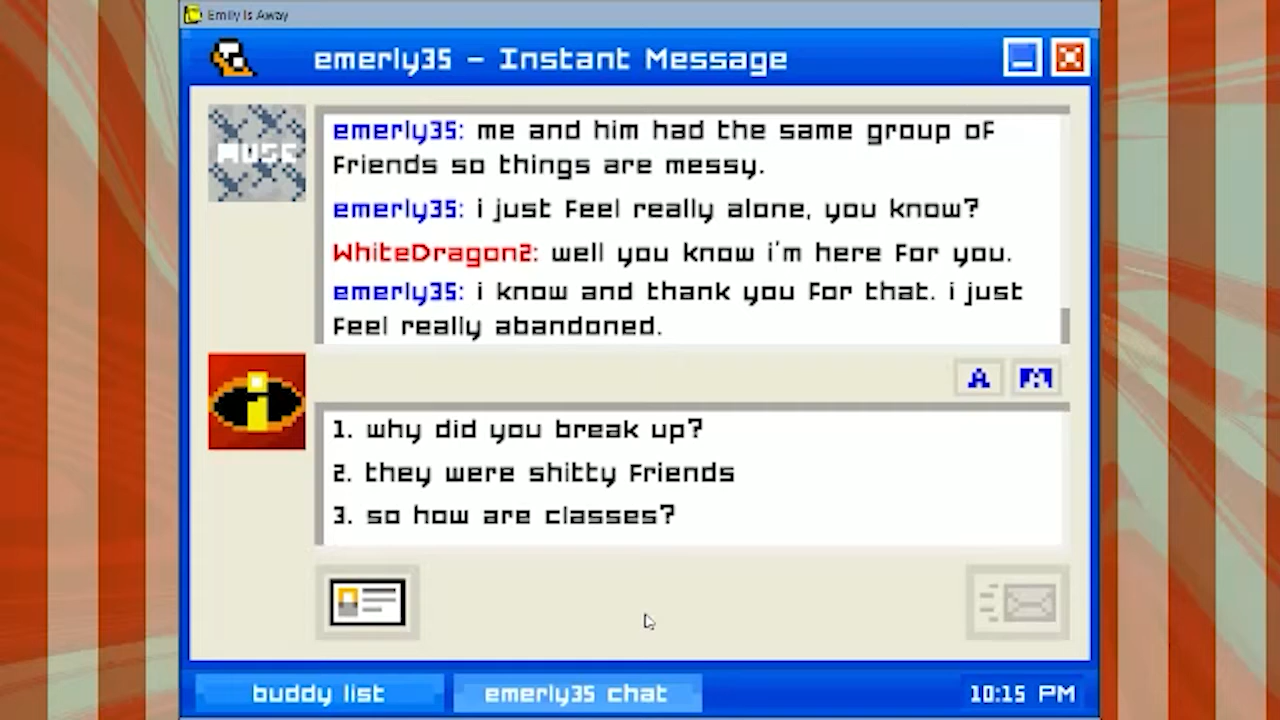 Emily Is Away
emerly35 - Instant Message
MUSE
emerly35: me and him had the same group of
friends so things are messy.
emerly35: i just feel really alone, you know?
WhiteDragon2: well you know i'm here for you.
emerly35: i know and thank you for that. i just
feel really abandoned.
A
1. why did you break up?
2. they were shitty friends
3. so how are classes?
buddy list
emerly35 chat
10:15 PM